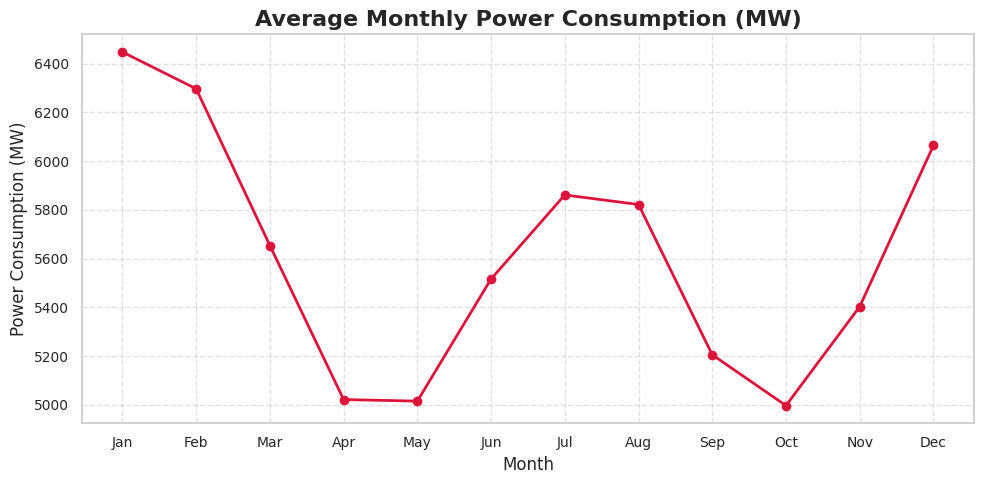 Average Monthly Power Consumption (MW)
Power Consumption (MW)
6400
6200
6000
5800
5600
5400
5200
5000
Jan Feb Mar Apr May Jun Jul Aug Sep Oct Nov Dec
Month